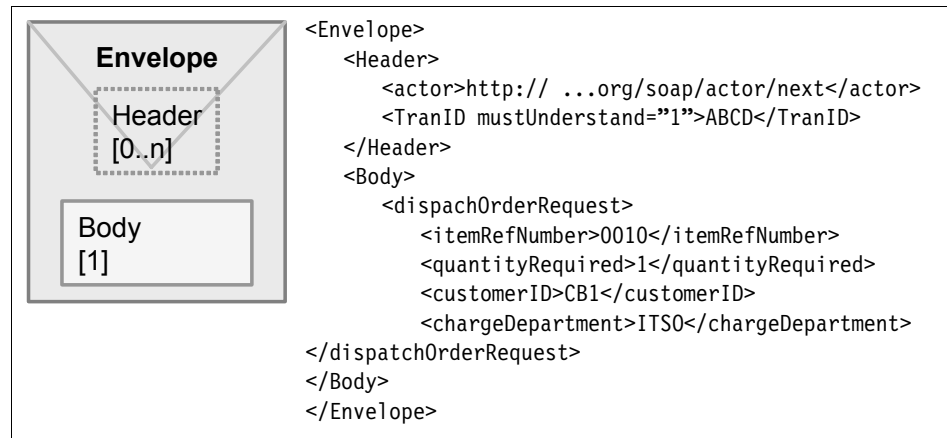 Envelope
Header
[0..n]
Body
[1]
<Envelope>
<Header>
<actor>http:// ...org/soap/actor/next</actor>
<TranID mustUnderstand=”1”>ABCD</TranID>
</Header>
<Body>
<dispachOrderRequest>
<itemRefNumber>0010</itemRefNumber>
<quantityRequired>1</quantityRequired>
<customerID>CB1</customerID>
<chargeDepartment>ITSO</chargeDepartment>
</dispatchOrderRequest>
</Body>
</Envelope>